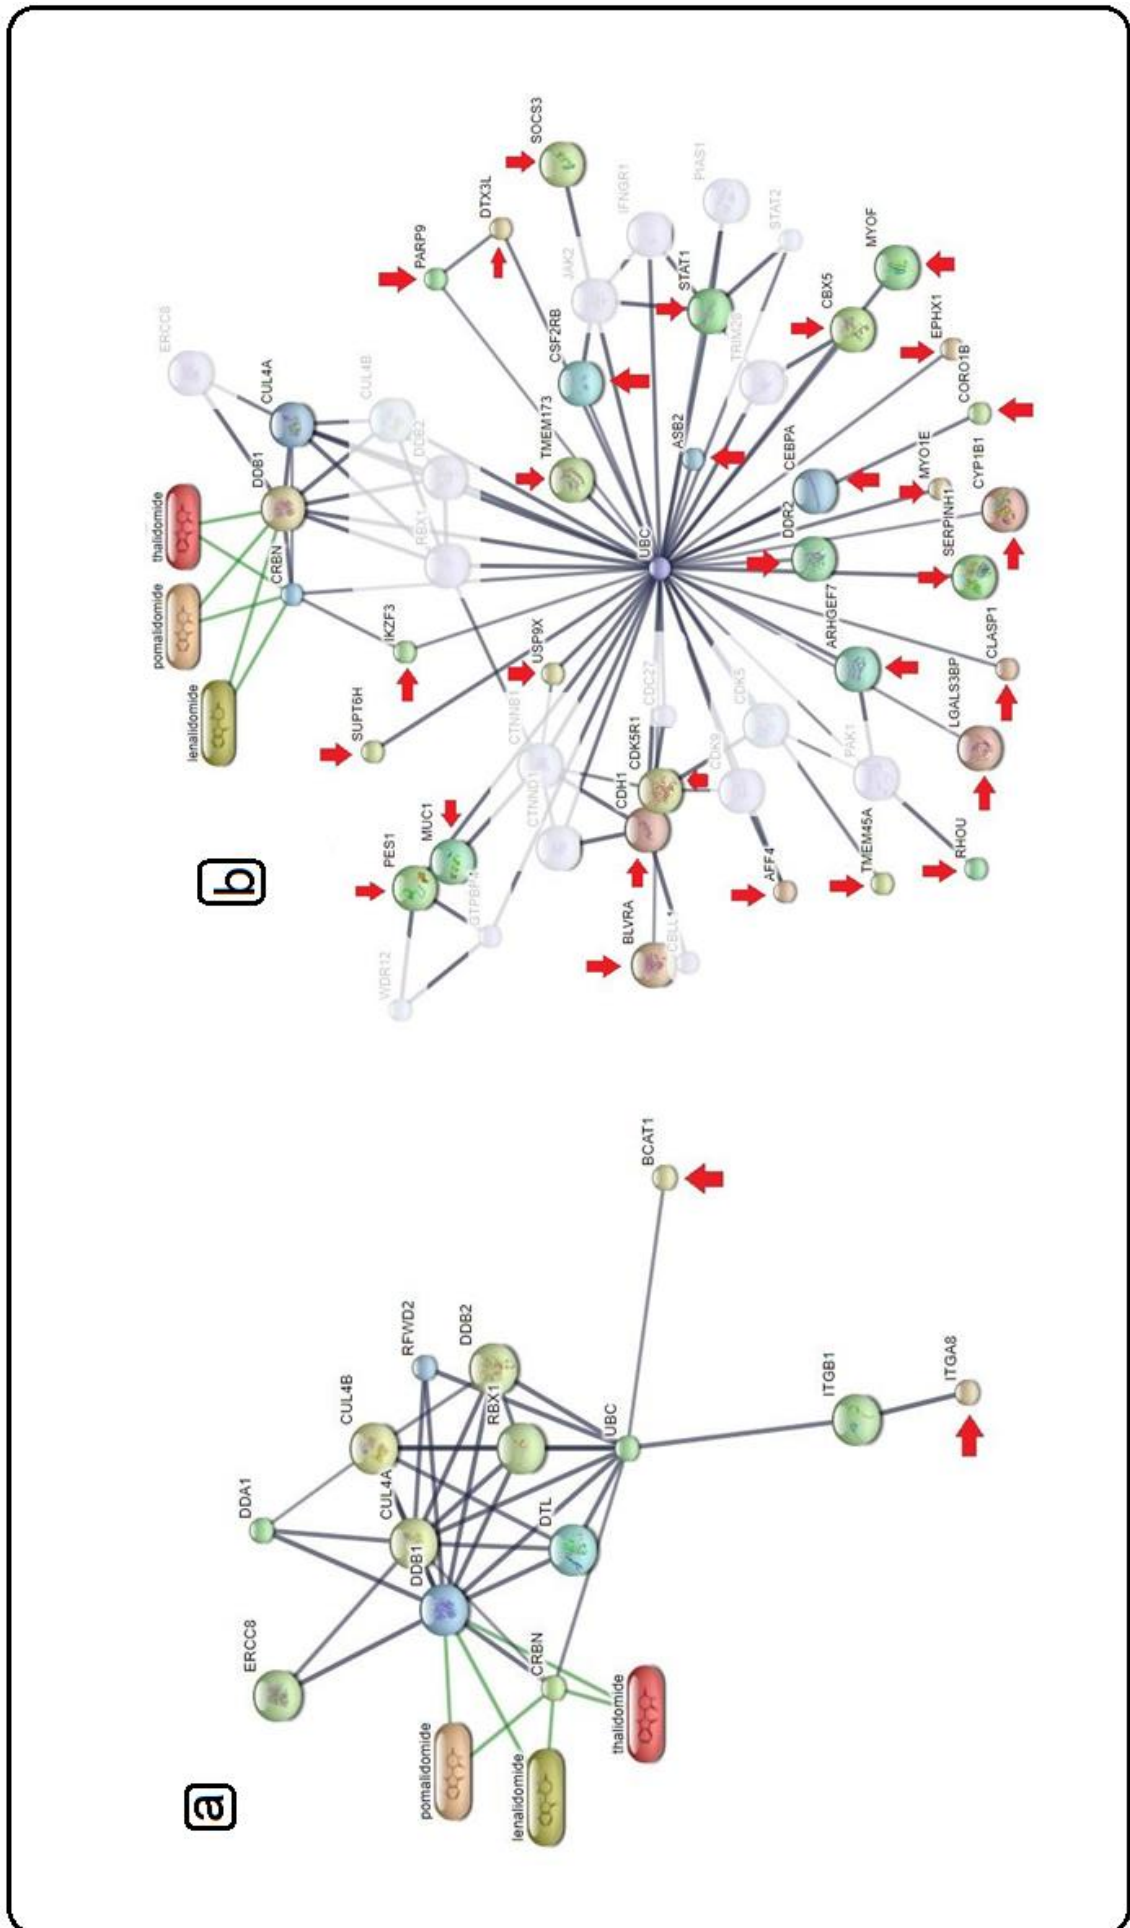 a
ERCC8
DDA1
CUL4B
RFWD2
DDB2
CUL4A
RBX1
DDB1
DTL
UBC
CRBN
pomalidomide
lenalidomide
thalidomide
BCAT1
ITGB1
ITGA8
b
lenalidomide
pomalidomide
thalidomide
ERCC8
CUL4A
DDB1
CUL4B
CRBN
DDB2
RBX1
IKZF3
SUPT6H
PARP9
DTX3L
SOCS3
JAK2
IFNGR1
PIAS1
STAT2
STAT1
CSF2RB
TMEM173
TRIM28
CBX5
MYOF
ASB2
EPHX1
CORO1B
CEBPA
MYO1E
CYP1B1
DDR2
SERPINH1
UBC
USP9X
ARHGEF7
CLASP1
LGALS3BP
CTNNB1
CDC27
CDK5
PAK1
CDK5R1
CDK9
CDH1
CTNND1
MUC1
PES1
GTPBP4
WDR12
BLVRA
CBLL1
AFF4
TMEM45A
RHOU